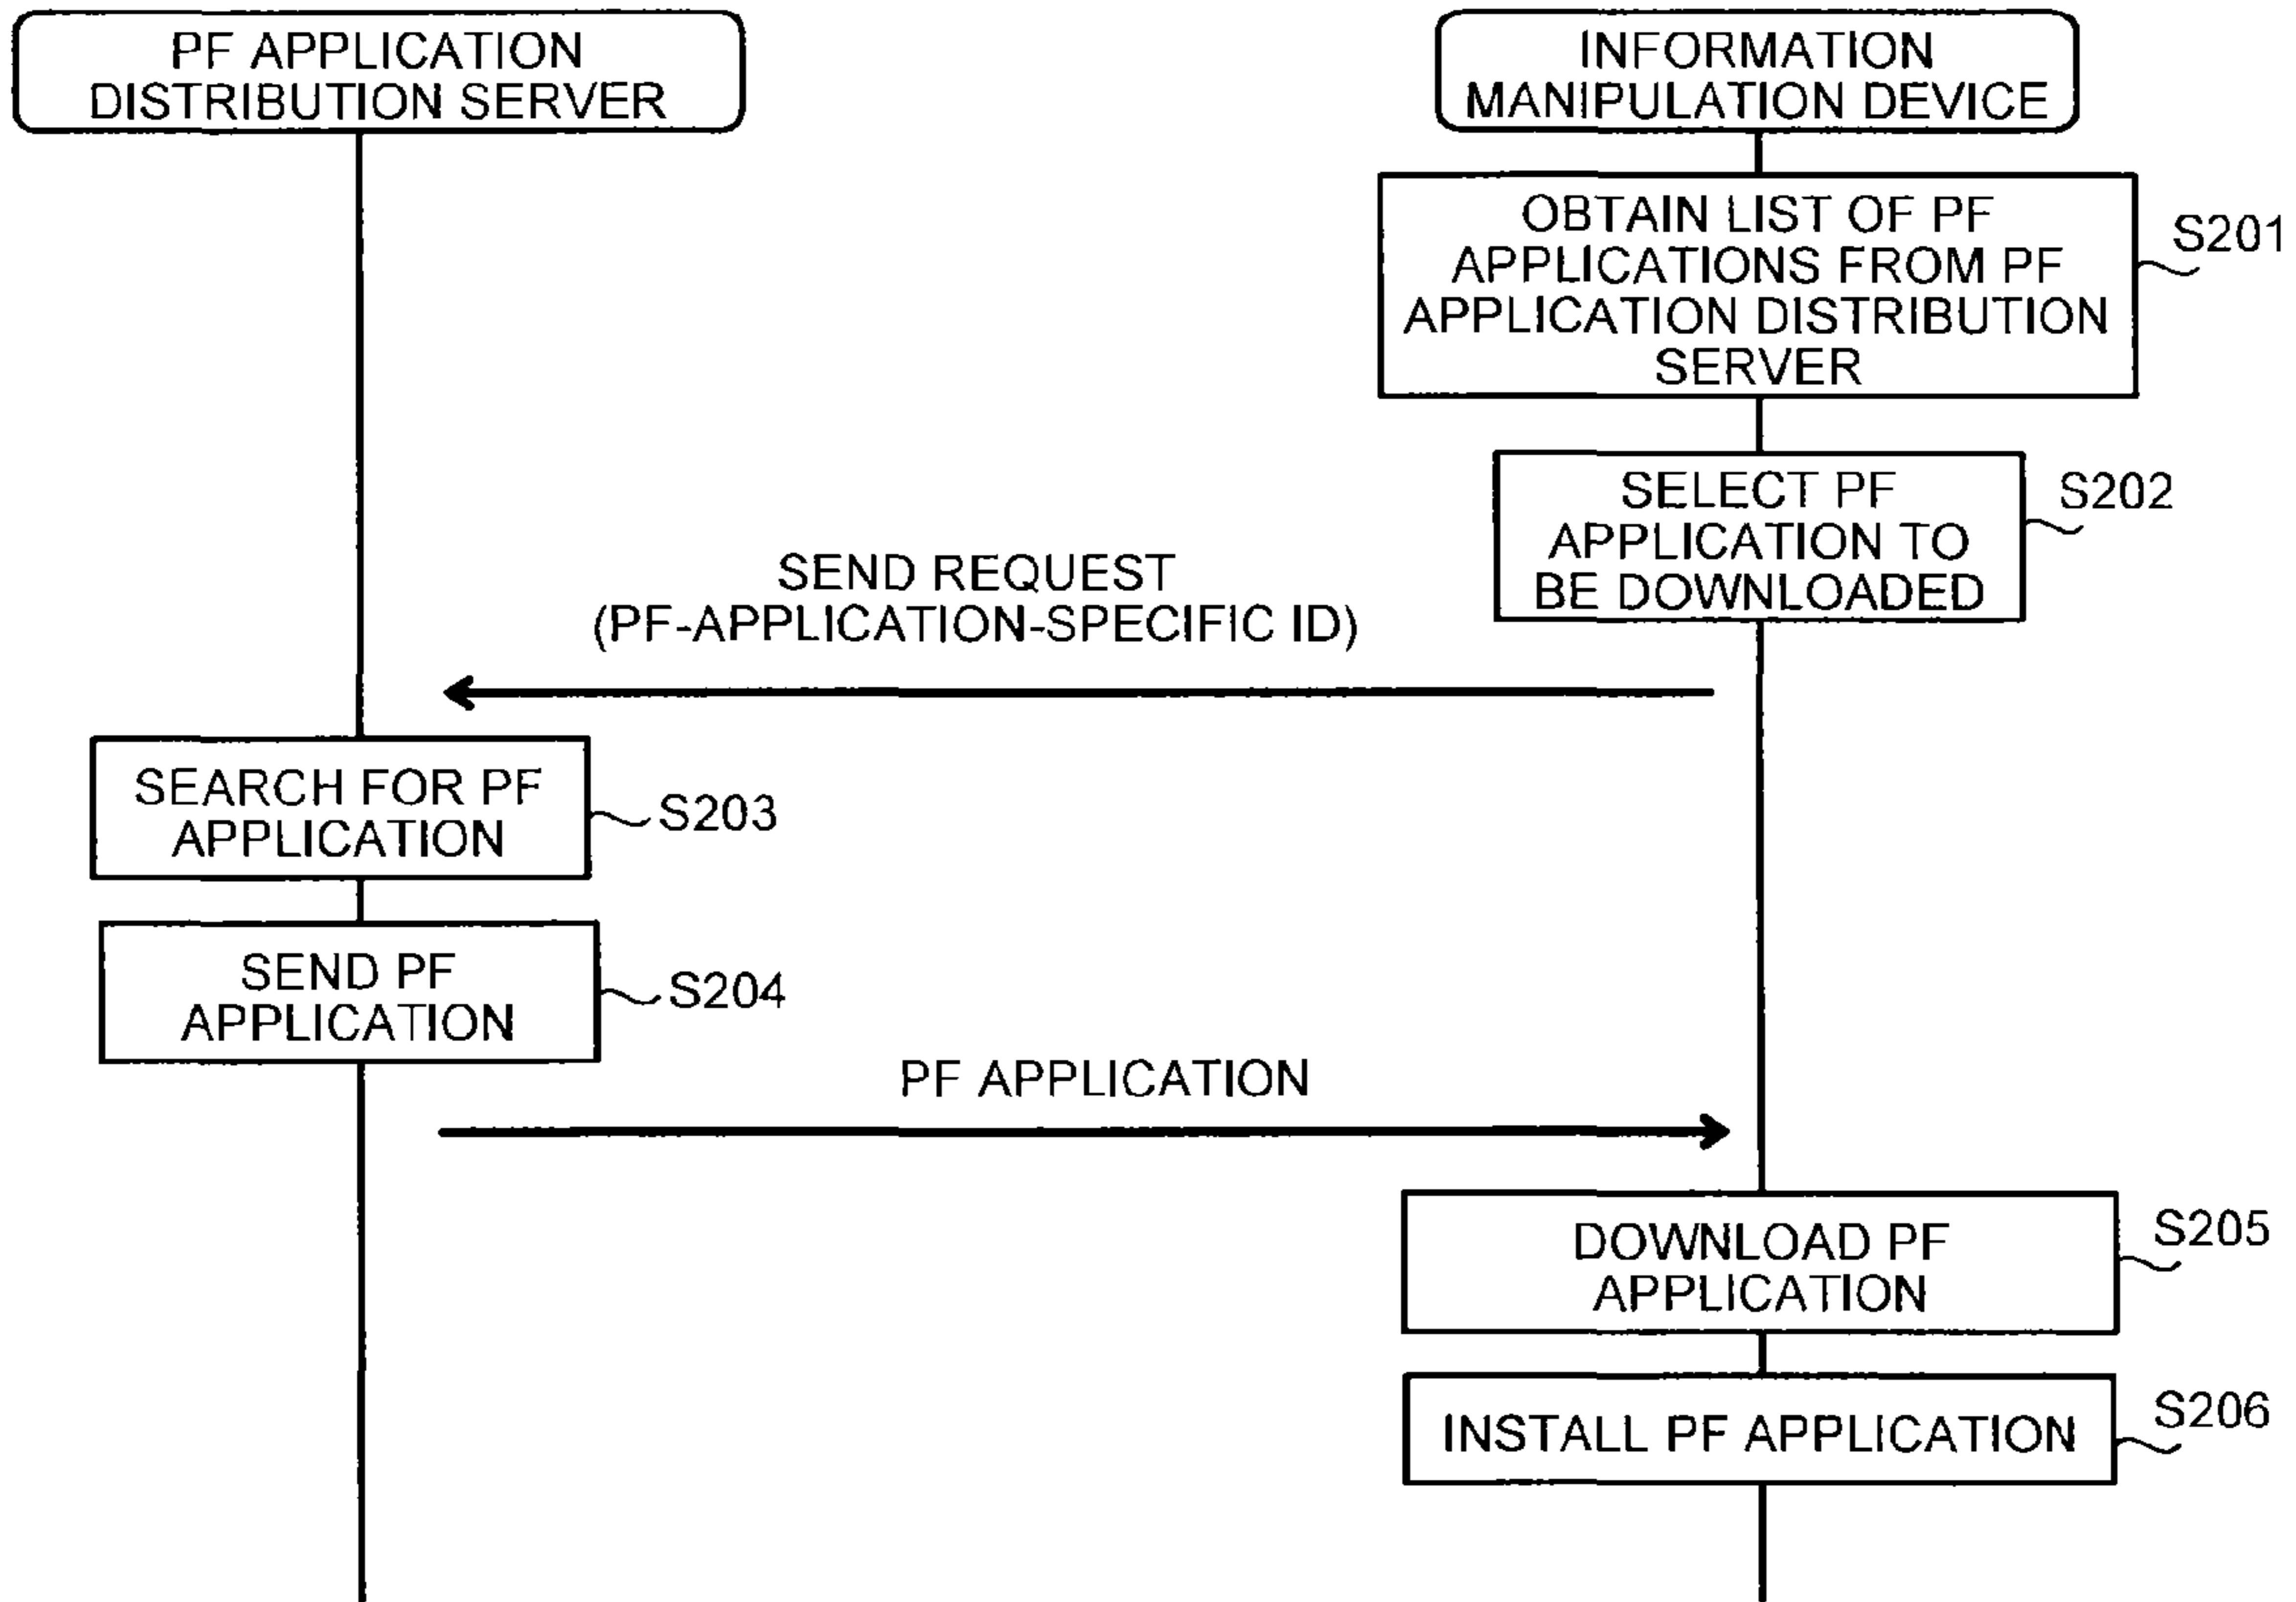 PF APPLICATION
DISTRIBUTION SERVER
INFORMATION
MANIPULATION DEVICE
OBTAIN LIST OF PF
APPLICATIONS FROM PF
APPLICATION DISTRIBUTION
SERVER
S201
SELECT PF
APPLICATION TO
BE DOWNLOADED
S202
SEND REQUEST
(PF-APPLICATION-SPECIFIC ID)
SEARCH FOR PF
APPLICATION
S203
SEND PF
APPLICATION
S204
PF APPLICATION
DOWNLOAD PF
APPLICATION
S205
INSTALL PF APPLICATION
S206